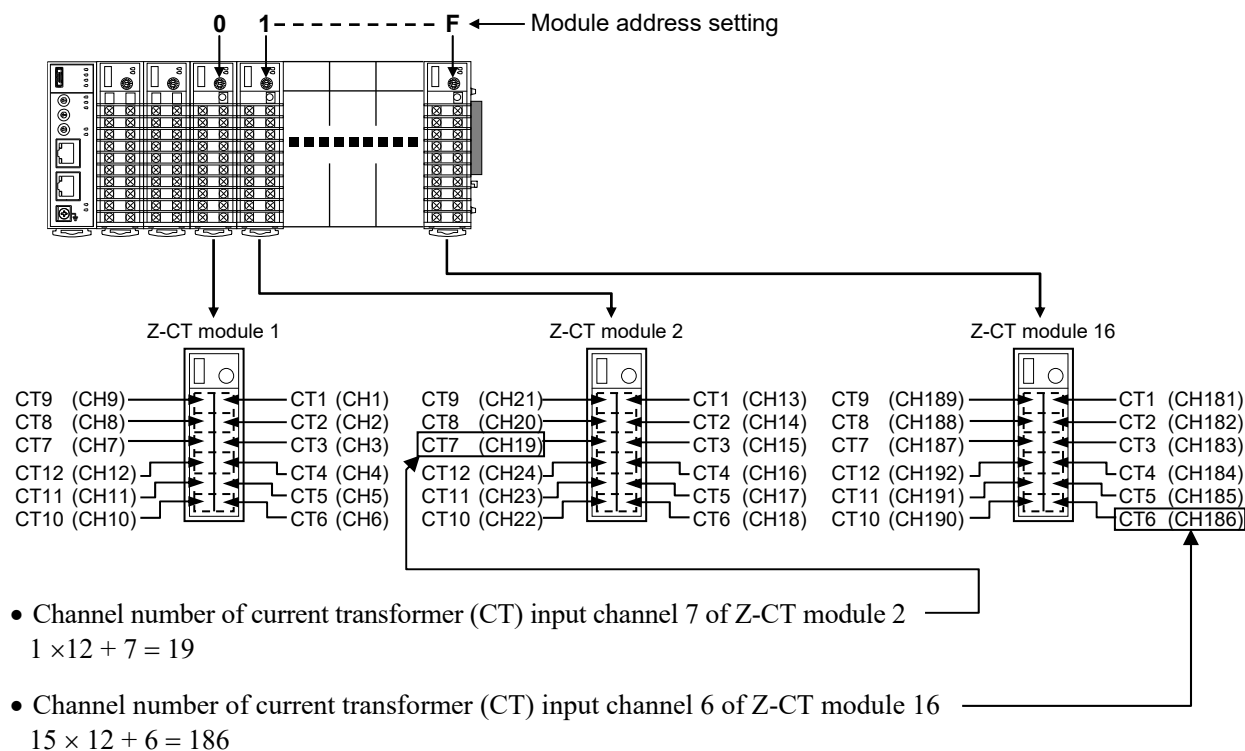 0 1 - - - - - - - - - - - F Module address setting
Z-CT module 1
CT9 (CH9)
CT8 (CH8)
CT7 (CH7)
CT12 (CH12)
CT11 (CH11)
CT10 (CH10)
CT1 (CH1)
CT2 (CH2)
CT3 (CH3)
CT4 (CH4)
CT5 (CH5)
CT6 (CH6)
Z-CT module 2
CT9 (CH21)
CT8 (CH20)
CT7 (CH19)
CT12 (CH24)
CT11 (CH23)
CT10 (CH22)
CT1 (CH13)
CT2 (CH14)
CT3 (CH15)
CT4 (CH16)
CT5 (CH17)
CT6 (CH18)
Z-CT module 16
CT9 (CH189)
CT8 (CH188)
CT7 (CH187)
CT12 (CH192)
CT11 (CH191)
CT10 (CH190)
CT1 (CH181)
CT2 (CH182)
CT3 (CH183)
CT4 (CH184)
CT5 (CH185)
CT6 (CH186)
• Channel number of current transformer (CT) input channel 7 of Z-CT module 2
1 ×12 + 7 = 19
• Channel number of current transformer (CT) input channel 6 of Z-CT module 16
15 × 12 + 6 = 186